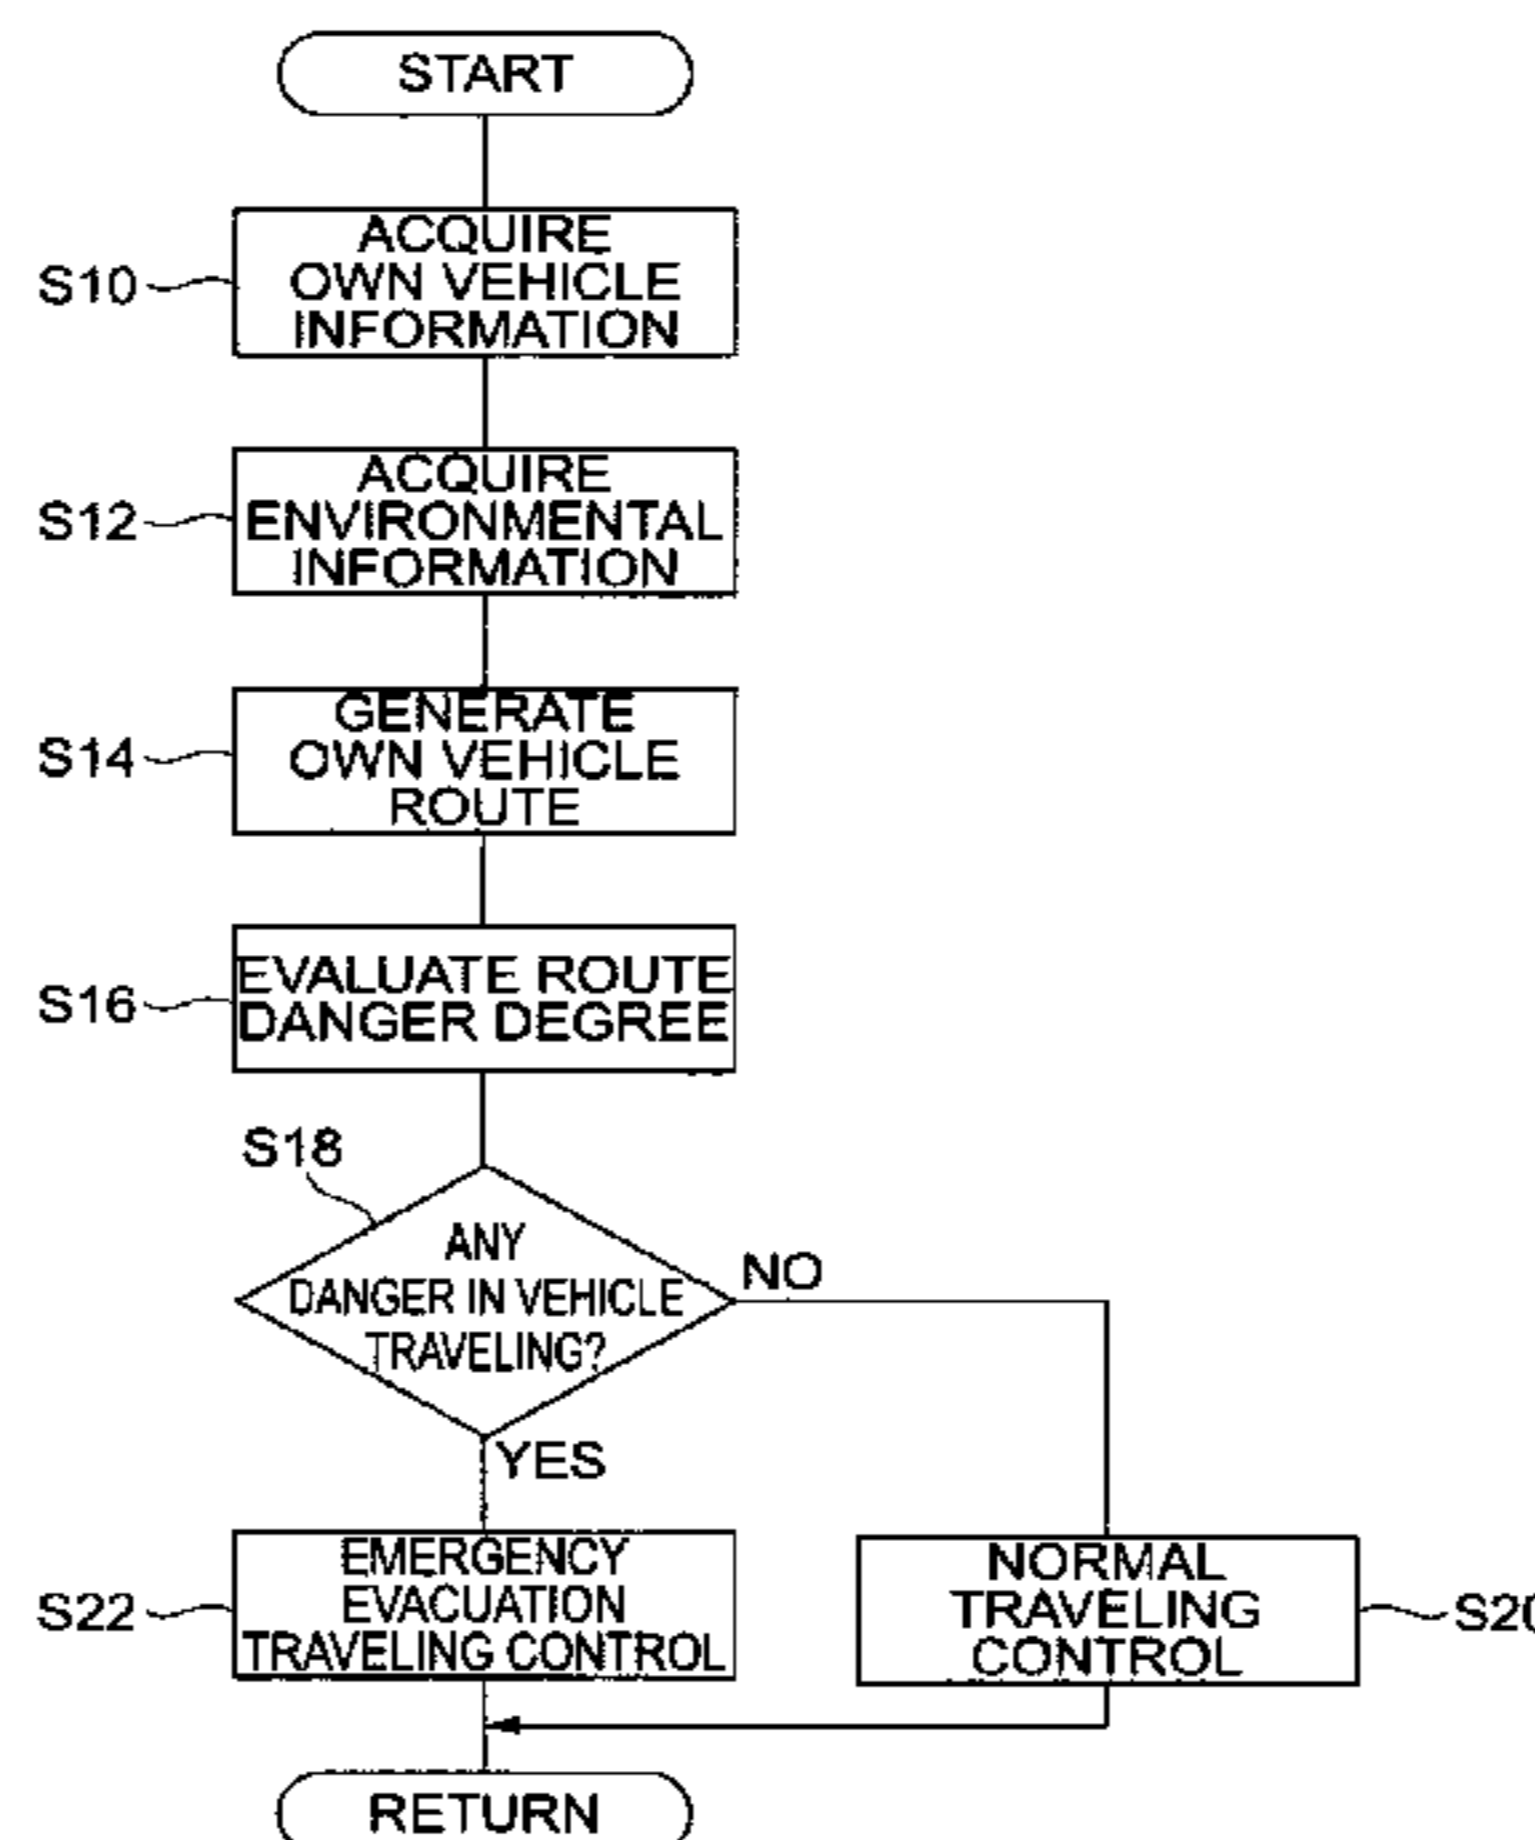 START
S10
ACQUIRE
OWN VEHICLE
INFORMATION
S12
ACQUIRE
ENVIRONMENTAL
INFORMATION
S14
GENERATE
OWN VEHICLE
ROUTE
S16
EVALUATE ROUTE
DANGER DEGREE
S18
ANY
DANGER IN VEHICLE
TRAVELING?
NO
YES
S22
EMERGENCY
EVACUATION
TRAVELING CONTROL
NORMAL
TRAVELING
CONTROL
S20
RETURN